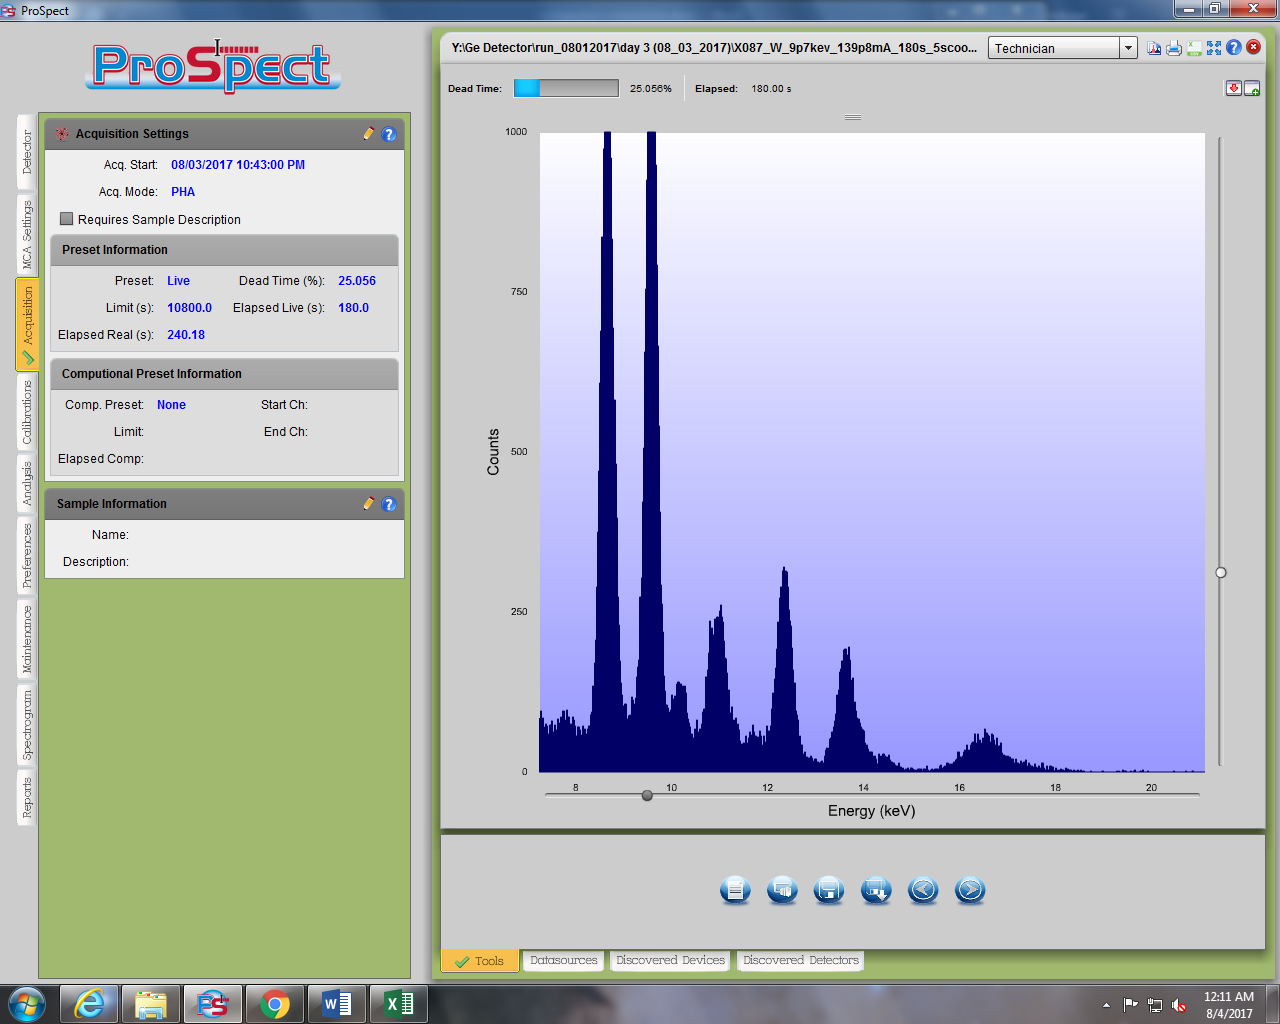 ProSpect
ProSpect
Detector
MCA Settings
Acquisition
Calibrations
Analysis
Preferences
Maintenance
Spectrogram
Reports
Acquisition Settings
Acq. Start: 08/03/2017 10:43:00 PM
Acq. Mode: PHA
Requires Sample Description
Preset Information
Preset: Live Dead Time (%): 25.056
Limit (s): 10800.0 Elapsed Live (s): 180.0
Elapsed Real (s): 240.18
Computional Preset Information
Comp. Preset: None Start Ch:
Limit: End Ch:
Elapsed Comp:
Sample Information
Name:
Description:
Y:\Ge Detector\run_08012017\day 3 (08_03_2017)\X087_W_9p7kev_139p8mA_180s_5scoo...
Technician
Dead Time: 25.056% Elapsed: 180.00 s
1000
750
500
250
0
Counts
8 10 12 14 16 18 20
Energy (keV)
Tools Datasources Discovered Devices Discovered Detectors
12:11 AM
8/4/2017